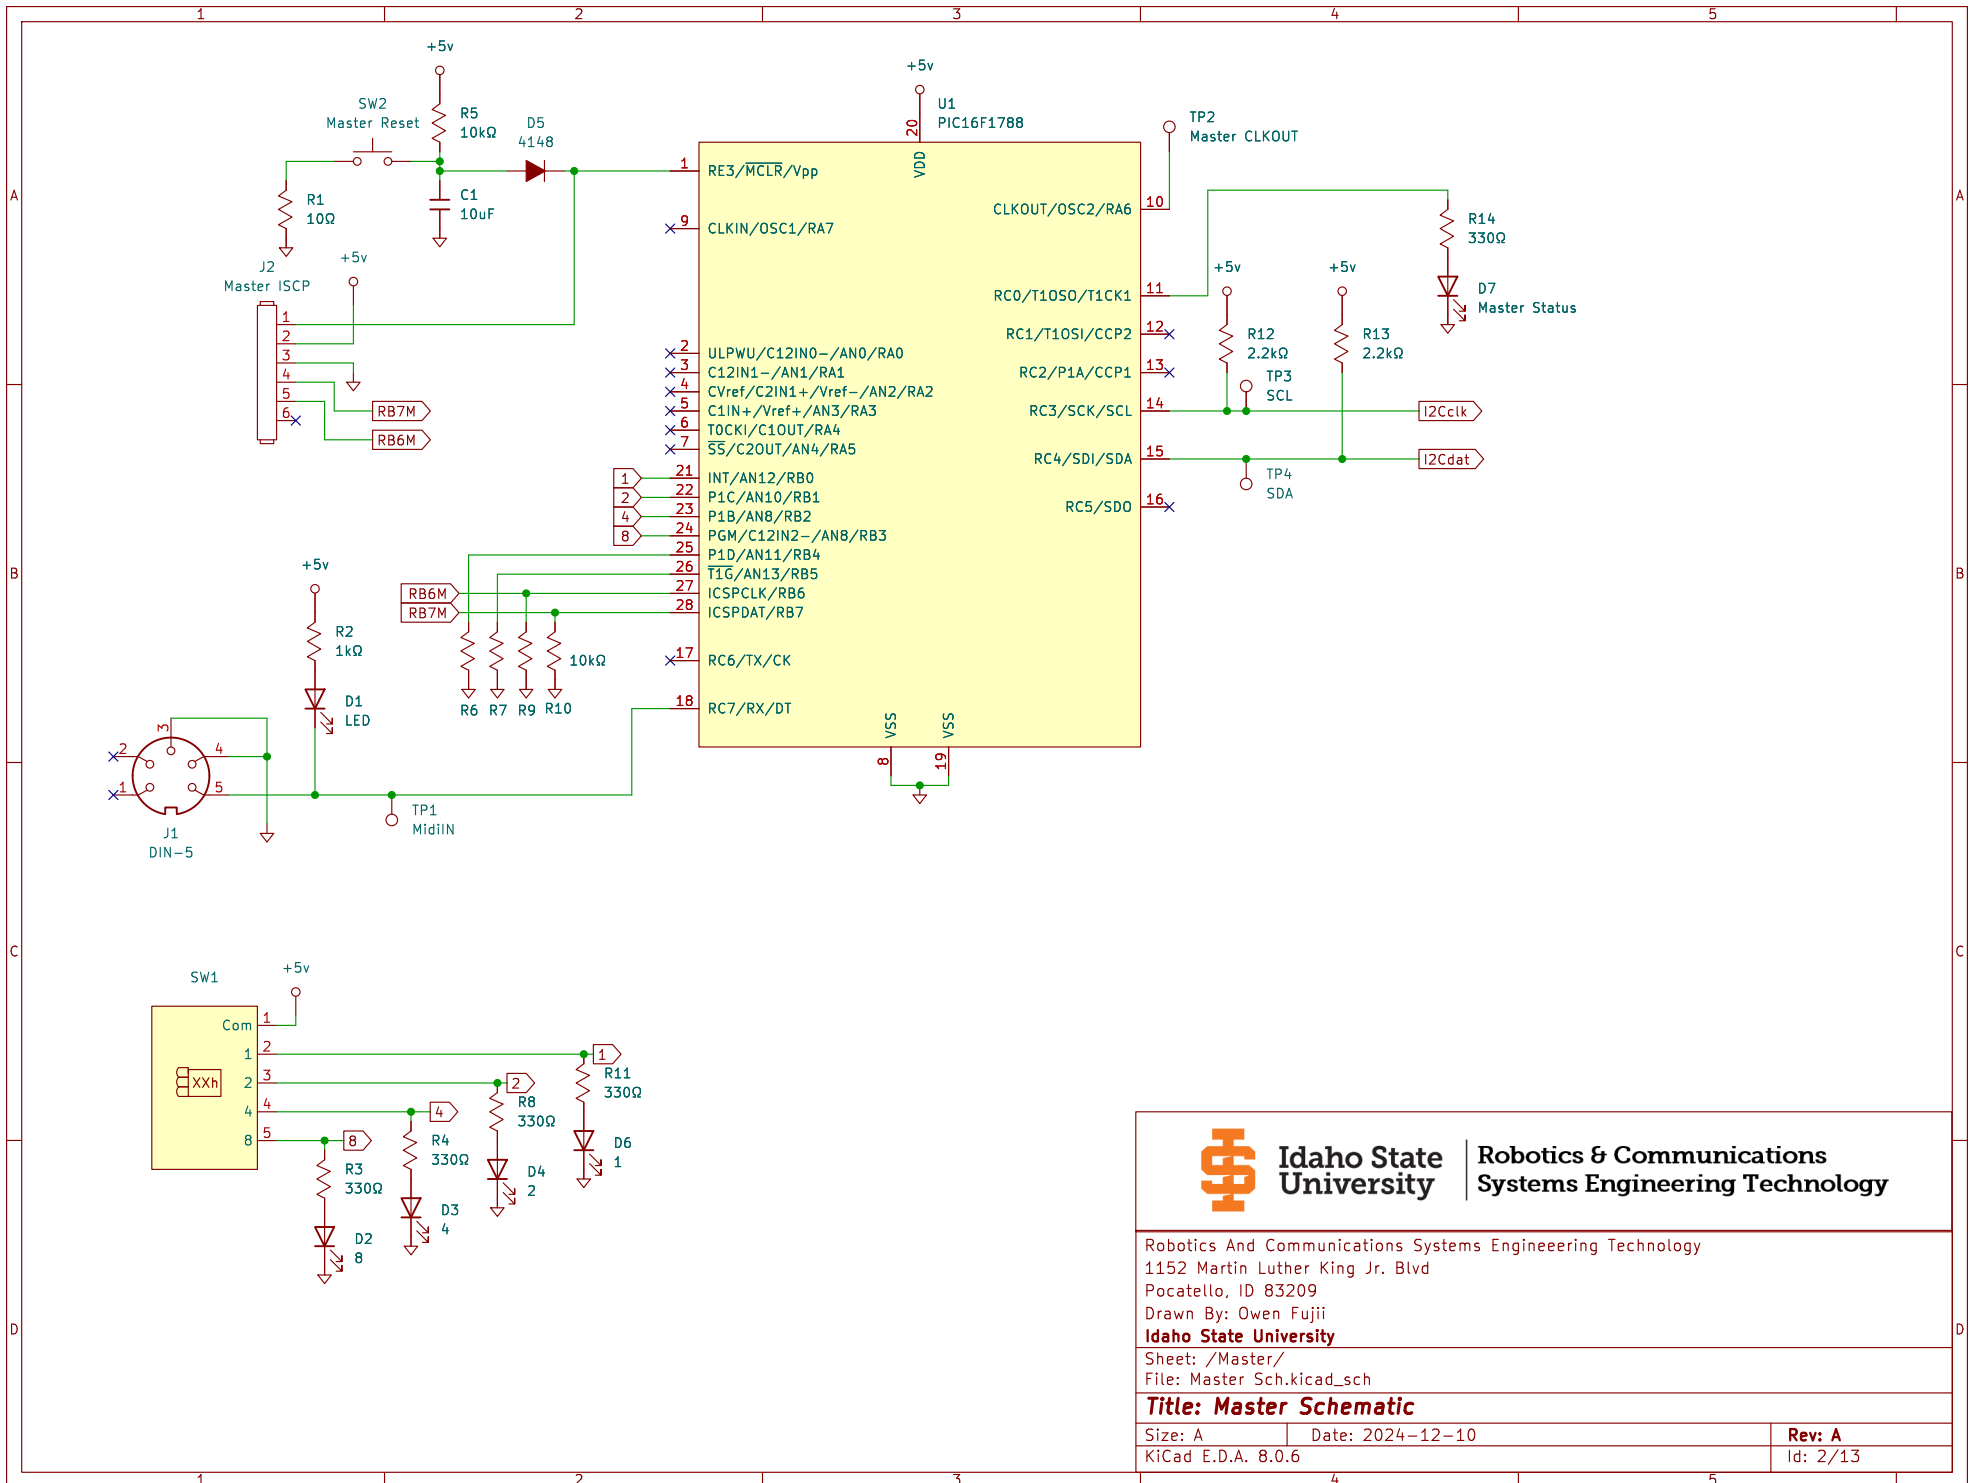 1 2 3 4 5
A
B
C
D
A
B
C
D
1 2 3 4 5
+5v
R5
10kΩ
SW2
Master Reset
D5
4148
R1
10Ω
C1
10uF
J2
Master ISCP
+5v
1
2
3
4
5
6
RB7M
RB6M
+5v
U1
PIC16F1788
20
VDD
1 RE3/MCLR/Vpp
9 CLKIN/OSC1/RA7
2 ULPWU/C12IN0-/AN0/RA0
3 C12IN1-/AN1/RA1
4 CVref/C2IN1+/Vref-/AN2/RA2
5 C1IN+/Vref+/AN3/RA3
6 T0CKI/C1OUT/RA4
7 SS/C2OUT/AN4/RA5
1 21 INT/AN12/RB0
2 22 P1C/AN10/RB1
4 23 P1B/AN8/RB2
8 24 PGM/C12IN2-/AN8/RB3
25 P1D/AN11/RB4
26 T1G/AN13/RB5
RB6M 27 ICSPCLK/RB6
RB7M 28 ICSPDAT/RB7
17 RC6/TX/CK
18 RC7/RX/DT
10kΩ
R6 R7 R9 R10
VSS VSS
8 19
CLKOUT/OSC2/RA6 10
RC0/T1OSO/T1CK1 11
RC1/T1OSI/CCP2 12
RC2/P1A/CCP1 13
RC3/SCK/SCL 14
RC4/SDI/SDA 15
RC5/SDO 16
TP2
Master CLKOUT
R14
330Ω
D7
Master Status
+5v
R12
2.2kΩ
+5v
R13
2.2kΩ
TP3
SCL
I2Cclk
I2Cdat
TP4
SDA
+5v
R2
1kΩ
D1
LED
3
2 4
1 5
J1
DIN-5
TP1
MidiIN
SW1
+5v
XXh
Com 1
1 2
2 3
4 4
8 5
1
R11
330Ω
D6
1
2
R8
330Ω
D4
2
4
R4
330Ω
D3
4
8
R3
330Ω
D2
8
Idaho State
University
Robotics & Communications
Systems Engineering Technology
Robotics And Communications Systems Engineeering Technology
1152 Martin Luther King Jr. Blvd
Pocatello, ID 83209
Drawn By: Owen Fujii
Idaho State University
Sheet: /Master/
File: Master Sch.kicad_sch
Title: Master Schematic
Size: A Date: 2024-12-10 Rev: A
KiCad E.D.A. 8.0.6 Id: 2/13